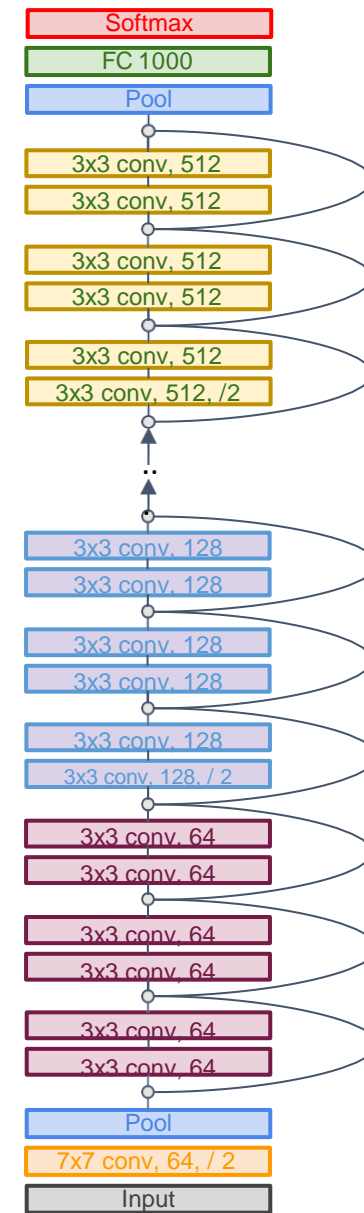 Softmax
FC 1000
Pool
3x3 conv, 512
3x3 conv, 512
3x3 conv, 512
3x3 conv, 512
3x3 conv, 512
3x3 conv, 512, /2
..
.
3x3 conv, 128
3x3 conv, 128
3x3 conv, 128
3x3 conv, 128
3x3 conv, 128
3x3 conv, 128, / 2
3x3 conv, 64
3x3 conv, 64
3x3 conv, 64
3x3 conv, 64
3x3 conv, 64
3x3 conv, 64
Pool
7x7 conv, 64, / 2
Input